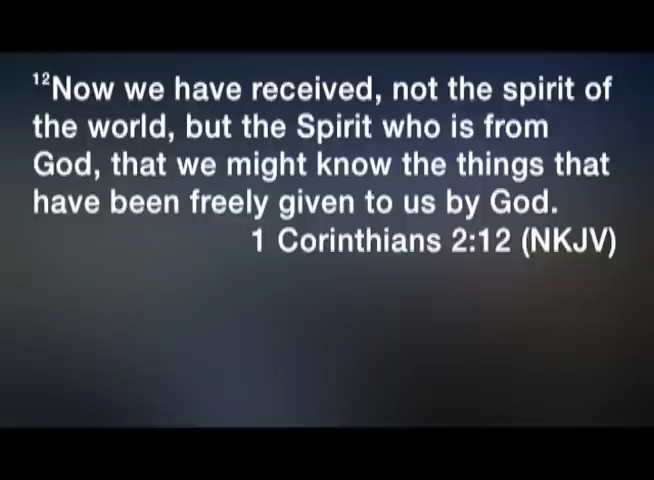 ¹²Now we have received, not the spirit of
the world, but the Spirit who is from
God, that we might know the things that
have been freely given to us by God.
1 Corinthians 2:12 (NKJV)